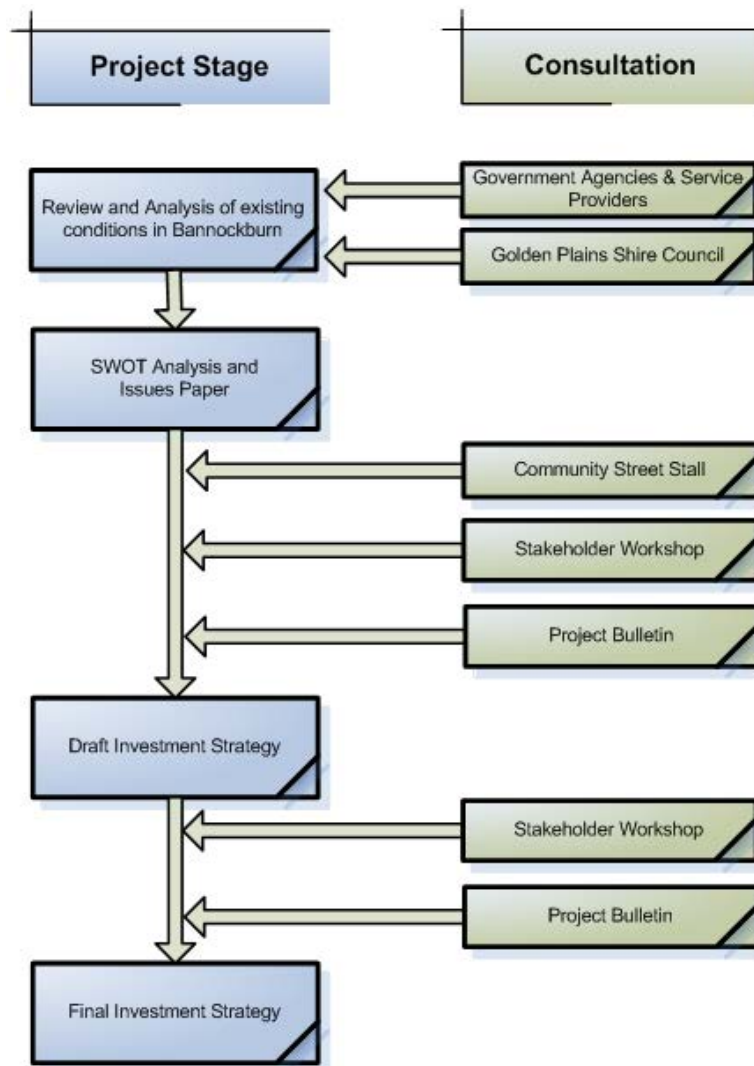 Project Stage
Consultation
Review and Analysis of existing
conditions in Bannockburn
Government Agencies & Service
Providers
Golden Plains Shire Council
SWOT Analysis and
Issues Paper
Community Street Stall
Stakeholder Workshop
Project Bulletin
Draft Investment Strategy
Stakeholder Workshop
Project Bulletin
Final Investment Strategy